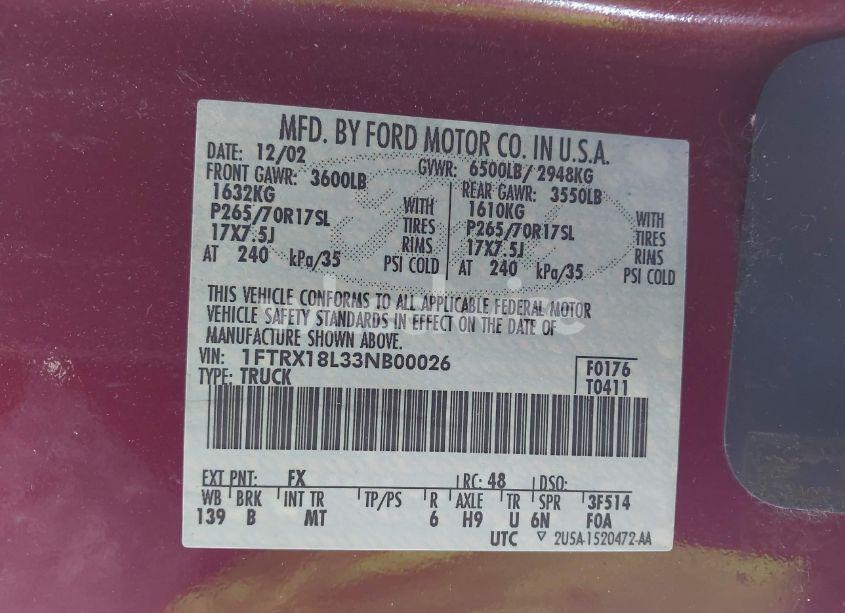 MFD. BY FORD MOTOR CO. IN U.S.A.
DATE: 12/02 GVWR: 6500LB/ 2948KG
FRONT GAWR: 3600LB REAR GAWR: 3550LB
1632KG WITH 1610KG WITH
P265/70R17SL TIRES P265/70R17SL TIRES
17X7.5J RIMS 17X7.5J RIMS
AT 240 kPa/35 PSI COLD AT 240 kPa/35 PSI COLD
THIS VEHICLE CONFORMS TO ALL APPLICABLE FEDERAL MOTOR
VEHICLE SAFETY STANDARDS IN EFFECT ON THE DATE OF
MANUFACTURE SHOWN ABOVE.
VIN: 1FTRX18L33NB00026 F0176
TYPE: TRUCK T0411
EXT PNT: FX RC: 48 DSO:
WB BRK INT TR TP/PS R AXLE TR SPR 3F514
139 B MT 6 H9 U 6N F0A
UTC ▽ 2U5A-1520472-AA